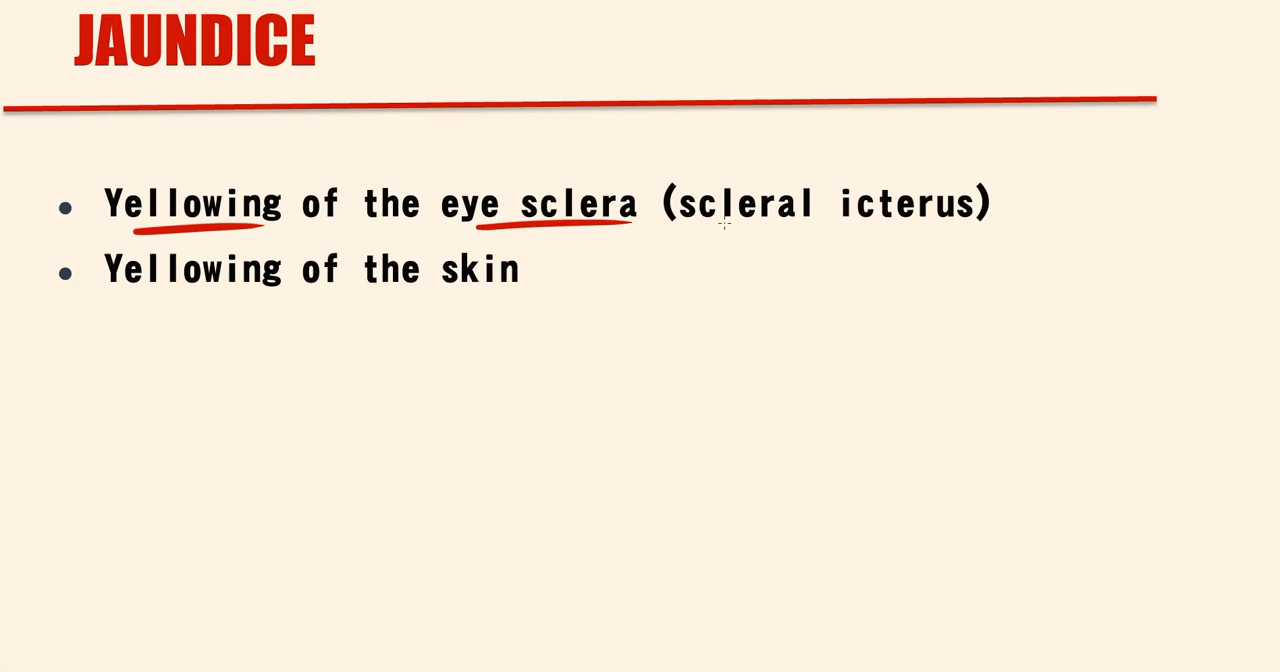 JAUNDICE
• Yellowing of the eye sclera (scleral icterus)
• Yellowing of the skin